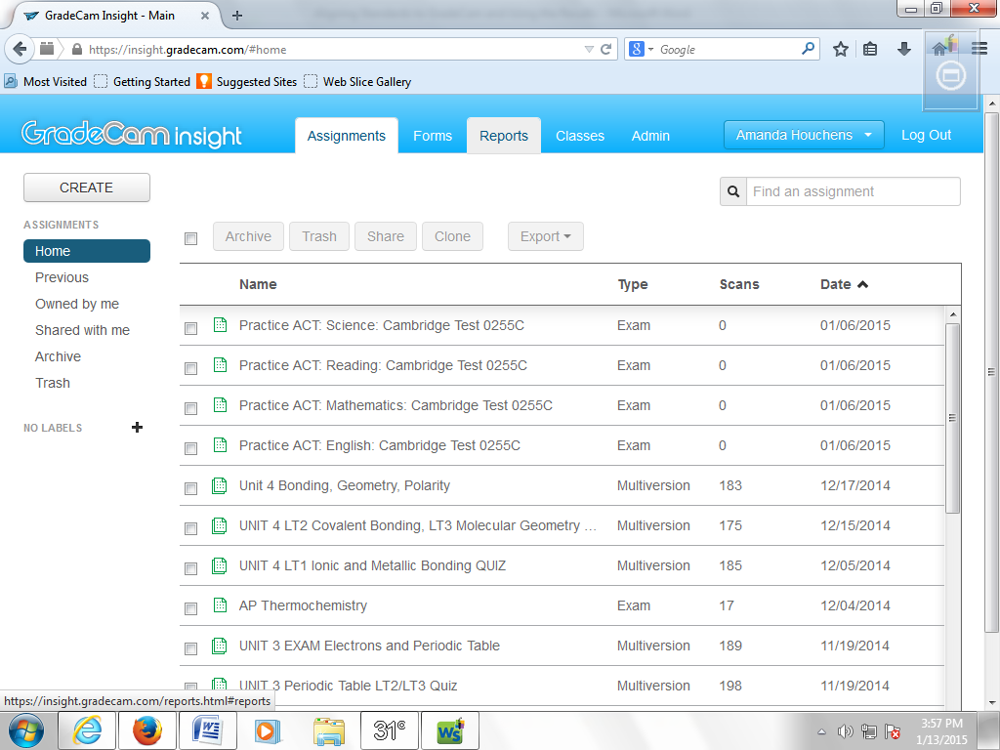 GradeCam Insight - Main
https://insight.gradecam.com/#home
Google
Most Visited Getting Started Suggested Sites Web Slice Gallery
GradeCam insight
Assignments Forms Reports Classes Admin Amanda Houchens Log Out
CREATE
Find an assignment
ASSIGNMENTS
Home
Previous
Owned by me
Shared with me
Archive
Trash
NO LABELS +
Archive Trash Share Clone Export
Name Type Scans Date
Practice ACT: Science: Cambridge Test 0255C Exam 0 01/06/2015
Practice ACT: Reading: Cambridge Test 0255C Exam 0 01/06/2015
Practice ACT: Mathematics: Cambridge Test 0255C Exam 0 01/06/2015
Practice ACT: English: Cambridge Test 0255C Exam 0 01/06/2015
Unit 4 Bonding, Geometry, Polarity Multiversion 183 12/17/2014
UNIT 4 LT2 Covalent Bonding, LT3 Molecular Geometry ... Multiversion 175 12/15/2014
UNIT 4 LT1 Ionic and Metallic Bonding QUIZ Multiversion 185 12/05/2014
AP Thermochemistry Exam 17 12/04/2014
UNIT 3 EXAM Electrons and Periodic Table Multiversion 189 11/19/2014
UNIT 3 Periodic Table LT2/LT3 Quiz Multiversion 198 11/19/2014
https://insight.gradecam.com/reports.html#reports
31°
WS
3:57 PM
1/13/2015